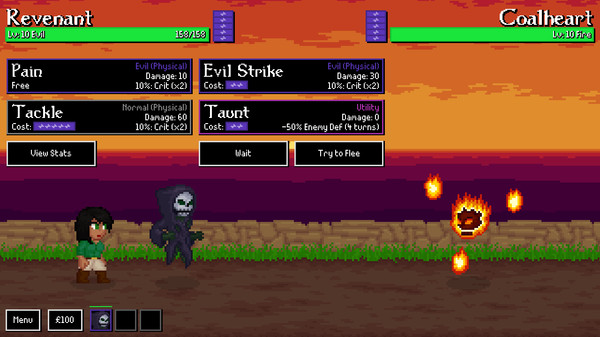 Revenant
Coalheart
Lv: 10 Evil
158/158
Lv: 10 Fire
Pain
Evil (Physical)
Damage: 10
Free
10%: Crit (x2)
Evil Strike
Evil (Physical)
Damage: 30
Cost:
10%: Crit (x2)
Tackle
Normal (Physical)
Damage: 60
Cost:
10%: Crit (x2)
Taunt
Utility
Damage: 0
Cost:
-50% Enemy Def (4 turns)
View Stats
Wait
Try to Flee
Menu
£100